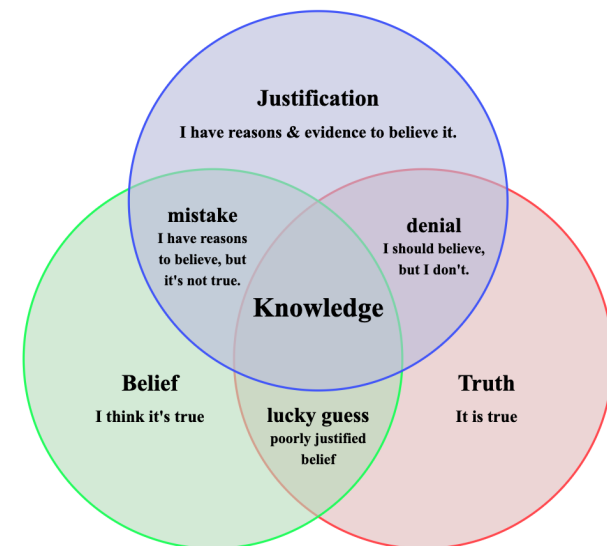 Justification
I have reasons & evidence to believe it.
mistake
I have reasons
to believe, but
it's not true.
denial
I should believe,
but I don't.
Knowledge
Belief
I think it's true
lucky guess
poorly justified
belief
Truth
It is true